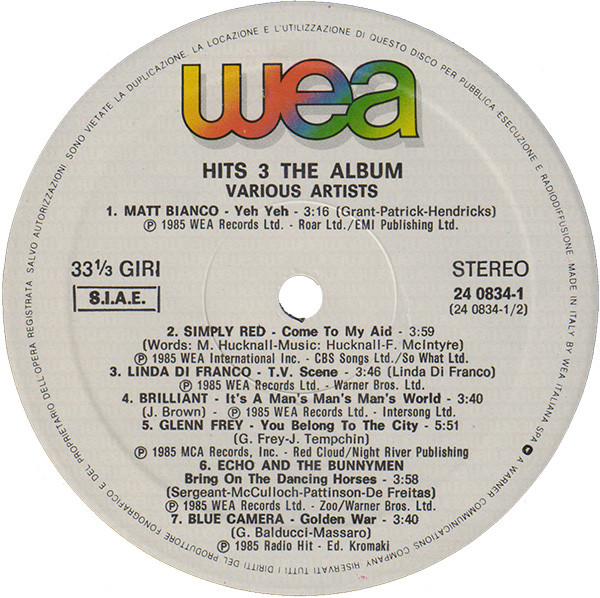 SONO VIETATE LA DUPLICAZIONE, LA LOCAZIONE E L'UTILIZZAZIONE DI QUESTO DISCO PER PUBBLICA ESECUZIONE E RADIODIFFUSIONE. MADE IN ITALY BY WEA ITALIANA SPA
wea
HITS 3 THE ALBUM
VARIOUS ARTISTS
1. MATT BIANCO - Yeh Yeh - 3:16 (Grant-Patrick-Hendricks)
Ⓟ 1985 WEA Records Ltd. - Roar Ltd./EMI Publishing Ltd.
33⅓ GIRI
STEREO
S.I.A.E.
24 0834-1
(24 0834-1/2)
2. SIMPLY RED - Come To My Aid - 3:59
(Words: M. Hucknall-Music: Hucknall-F. McIntyre)
Ⓟ 1985 WEA International Inc. - CBS Songs Ltd./So What Ltd.
3. LINDA DI FRANCO - T.V. Scene - 3:46 (Linda Di Franco)
Ⓟ 1985 WEA Records Ltd. - Warner Bros. Ltd.
4. BRILLIANT - It's A Man's Man's Man's World - 3:40
(J. Brown) - Ⓟ 1985 WEA Records Ltd. - Intersong Ltd.
5. GLENN FREY - You Belong To The City - 5:51
(G. Frey-J. Tempchin)
Ⓟ 1985 MCA Records, Inc. - Red Cloud/Night River Publishing
6. ECHO AND THE BUNNYMEN
Bring On The Dancing Horses - 3:58
(Sergeant-McCulloch-Pattinson-De Freitas)
Ⓟ 1985 WEA Records Ltd. - Zoo/Warner Bros. Ltd.
7. BLUE CAMERA - Golden War - 3:40
(G. Balducci-Massaro)
Ⓟ 1985 Radio Hit - Ed. Kromaki
A WARNER COMMUNICATIONS COMPANY. RISERVATI TUTTI I DIRITTI DEL PRODUTTORE FONOGRAFICO E DEL PROPRIETARIO DELL'OPERA REGISTRATA SALVO AUTORIZZAZIONI